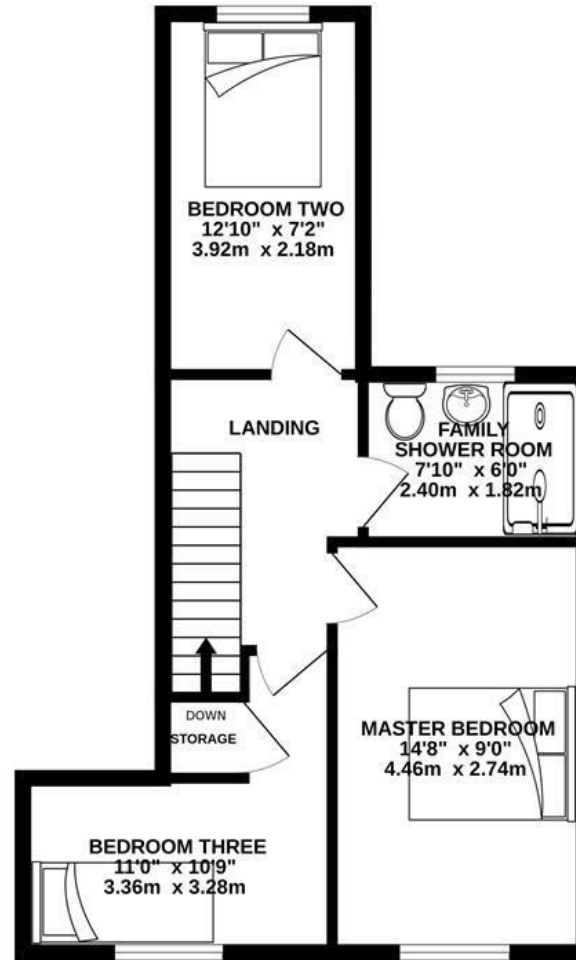 BEDROOM TWO
12'10" x 7'2"
3.92m x 2.18m
LANDING
FAMILY
SHOWER ROOM
7'10" x 6'0"
2.40m x 1.82m
DOWN
STORAGE
MASTER BEDROOM
14'8" x 9'0"
4.46m x 2.74m
BEDROOM THREE
11'0" x 10'9"
3.36m x 3.28m